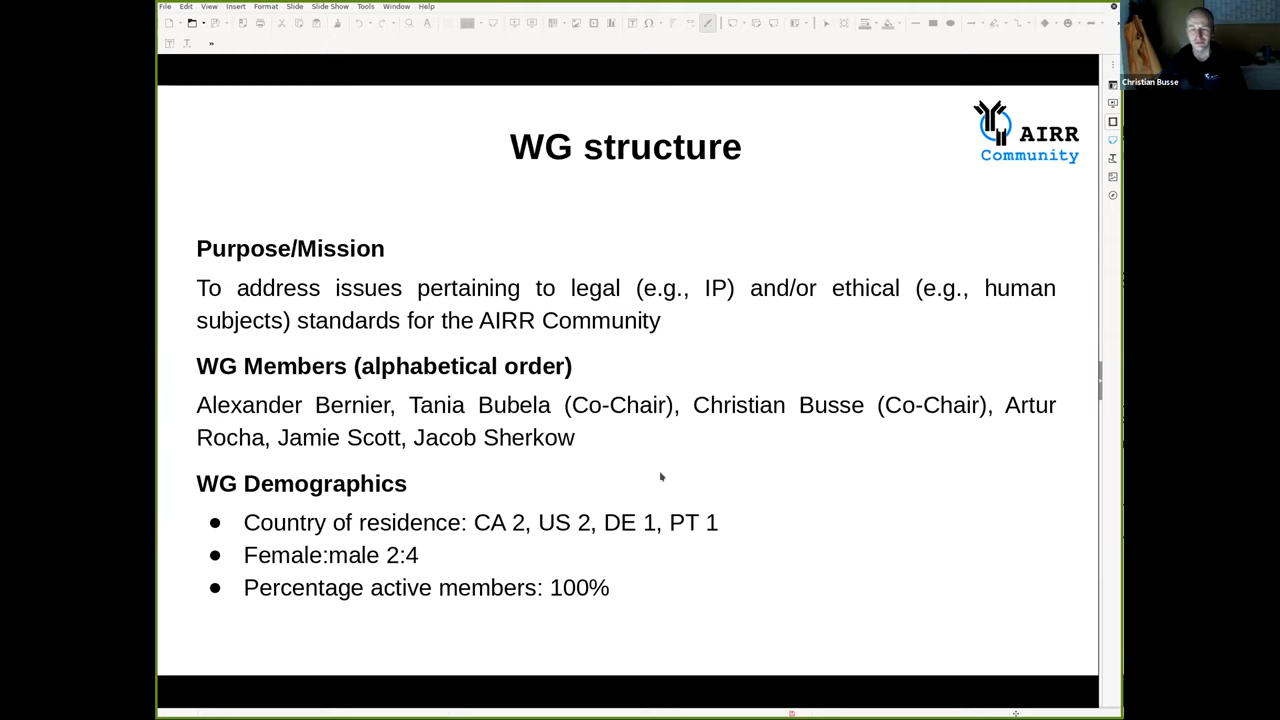 File Edit View Insert Format Slide Slide Show Tools Window Help
Christian Busse
WG structure
AIRR
Community
Purpose/Mission
To address issues pertaining to legal (e.g., IP) and/or ethical (e.g., human
subjects) standards for the AIRR Community
WG Members (alphabetical order)
Alexander Bernier, Tania Bubela (Co-Chair), Christian Busse (Co-Chair), Artur
Rocha, Jamie Scott, Jacob Sherkow
WG Demographics
● Country of residence: CA 2, US 2, DE 1, PT 1
● Female:male 2:4
● Percentage active members: 100%